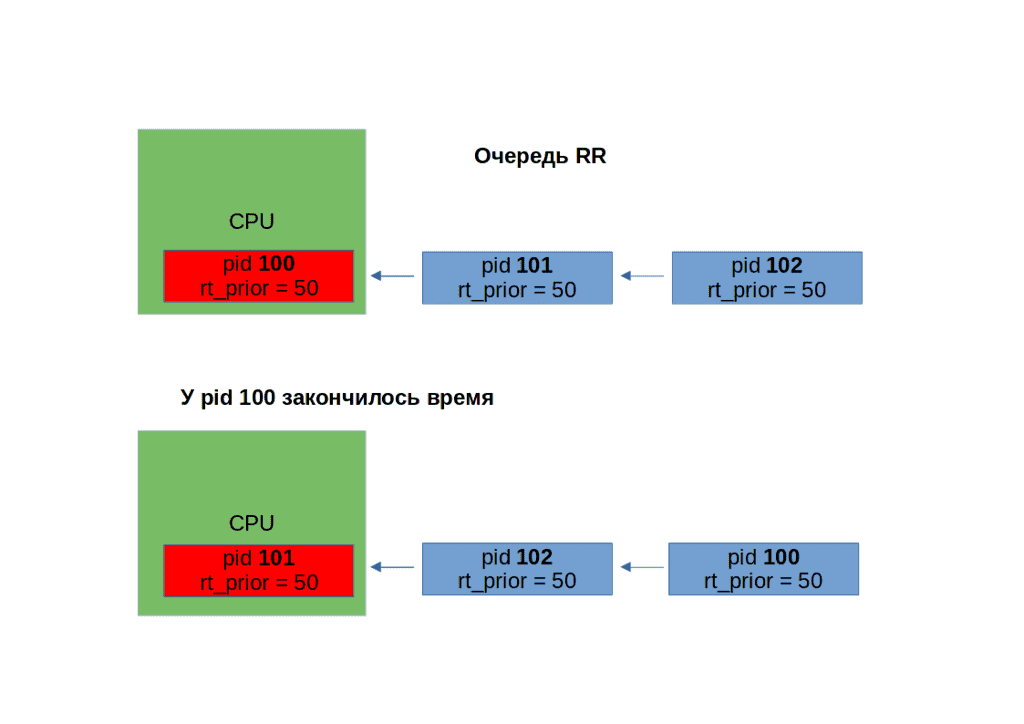 Очередь RR
CPU
pid 100
rt_prior = 50
pid 101
rt_prior = 50
pid 102
rt_prior = 50
У pid 100 закончилось время
CPU
pid 101
rt_prior = 50
pid 102
rt_prior = 50
pid 100
rt_prior = 50